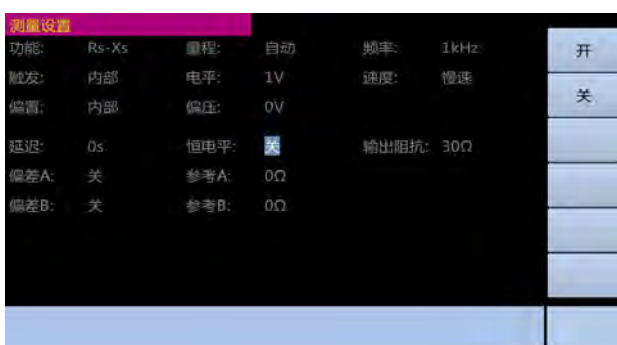 测量设置
功能: Rs-Xs 量程: 自动 频率: 1kHz
触发: 内部 电平: 1V 速度: 慢速
偏置: 内部 偏压: 0V
延迟: 0s 恒电平: 关 输出阻抗: 30Ω
偏差A: 关 参考A: 0Ω
偏差B: 关 参考B: 0Ω
开
关